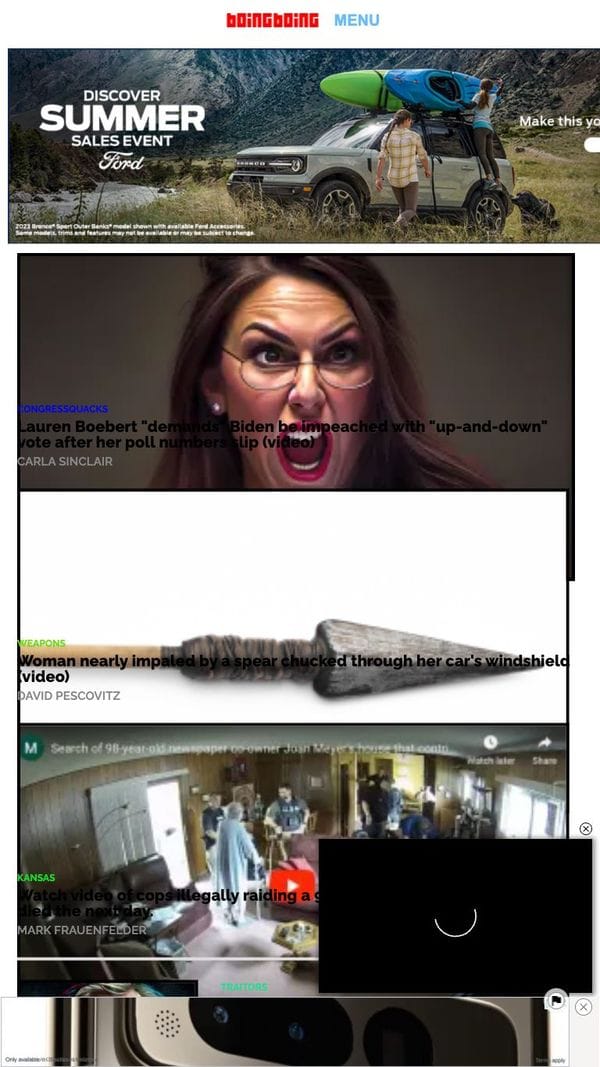 boingboing MENU
DISCOVER
SUMMER
SALES EVENT
Ford
Make this yo
2023 Bronco® Sport Outer Banks® model shown with available Ford Accessories.
Some models, trims and features may not be available or may be subject to change.
CONGRESSQUACKS
Lauren Boebert "demands" Biden be impeached with "up-and-down"
vote after her poll numbers slip (video)
CARLA SINCLAIR
WEAPONS
Woman nearly impaled by a spear chucked through her car's windshield
(video)
DAVID PESCOVITZ
M Search of 98-year-old newspaper co-owner Joan Meyer's house that contr
Watch later Share
KANSAS
Watch video of cops illegally raiding a
died the next day.
MARK FRAUENFELDER
TRAITORS
Only available
Terms apply